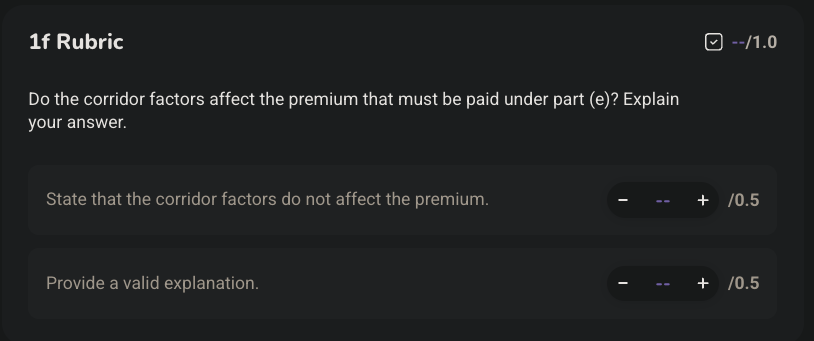 1f Rubric
--/1.0
Do the corridor factors affect the premium that must be paid under part (e)? Explain
your answer.
State that the corridor factors do not affect the premium.
− -- + /0.5
Provide a valid explanation.
− -- + /0.5